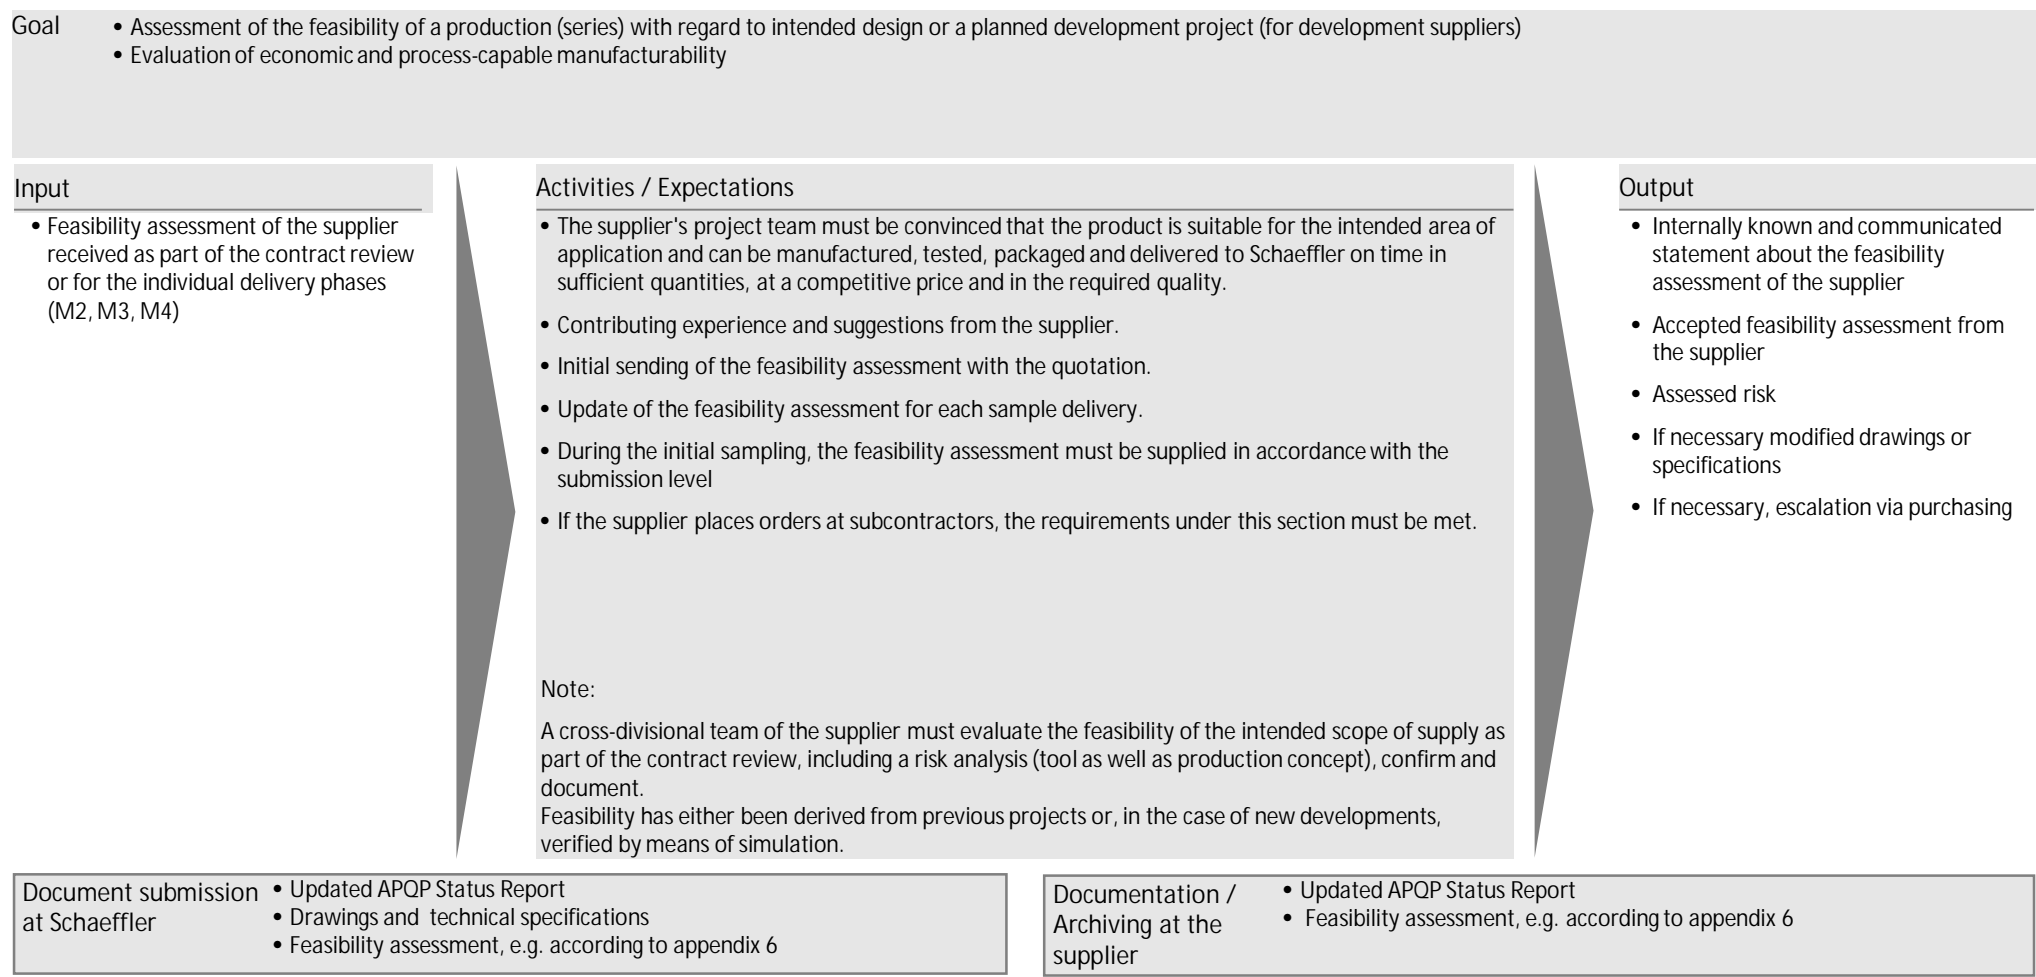 Goal
• Assessment of the feasibility of a production (series) with regard to intended design or a planned development project (for development suppliers)
• Evaluation of economic and process-capable manufacturability
Input
• Feasibility assessment of the supplier
received as part of the contract review
or for the individual delivery phases
(M2, M3, M4)
Activities / Expectations
• The supplier's project team must be convinced that the product is suitable for the intended area of
application and can be manufactured, tested, packaged and delivered to Schaeffler on time in
sufficient quantities, at a competitive price and in the required quality.
• Contributing experience and suggestions from the supplier.
• Initial sending of the feasibility assessment with the quotation.
• Update of the feasibility assessment for each sample delivery.
• During the initial sampling, the feasibility assessment must be supplied in accordance with the
submission level
• If the supplier places orders at subcontractors, the requirements under this section must be met.
Note:
A cross-divisional team of the supplier must evaluate the feasibility of the intended scope of supply as
part of the contract review, including a risk analysis (tool as well as production concept), confirm and
document.
Feasibility has either been derived from previous projects or, in the case of new developments,
verified by means of simulation.
Output
• Internally known and communicated
statement about the feasibility
assessment of the supplier
• Accepted feasibility assessment from
the supplier
• Assessed risk
• If necessary modified drawings or
specifications
• If necessary, escalation via purchasing
Document submission
at Schaeffler
• Updated APQP Status Report
• Drawings and technical specifications
• Feasibility assessment, e.g. according to appendix 6
Documentation /
Archiving at the
supplier
• Updated APQP Status Report
• Feasibility assessment, e.g. according to appendix 6